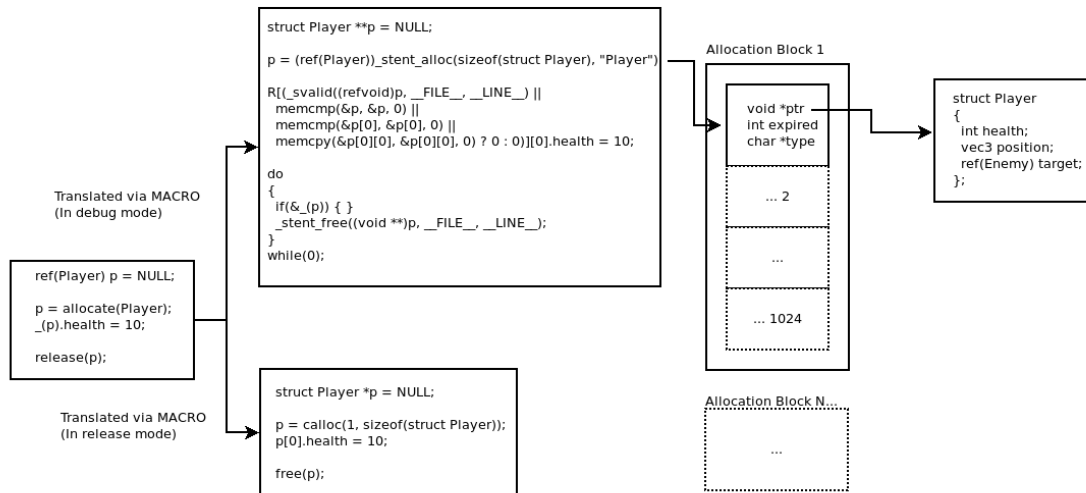 struct Player **p = NULL;
p = (ref(Player))_stent_alloc(sizeof(struct Player), "Player")
R[(_svalid((refvoid)p, __FILE__, __LINE__) ||
memcmp(&p, &p, 0) ||
memcmp(&p[0], &p[0], 0) ||
memcpy(&p[0][0], &p[0][0], 0) ? 0 : 0)][0].health = 10;
do
{
if(&_(p)) { }
_stent_free((void **)p, __FILE__, __LINE__);
}
while(0);
Allocation Block 1
void *ptr
int expired
char *type
... 2
...
... 1024
struct Player
{
int health;
vec3 position;
ref(Enemy) target;
};
Translated via MACRO
(In debug mode)
ref(Player) p = NULL;
p = allocate(Player);
_(p).health = 10;
release(p);
Translated via MACRO
(In release mode)
struct Player *p = NULL;
p = calloc(1, sizeof(struct Player));
p[0].health = 10;
free(p);
Allocation Block N...
...